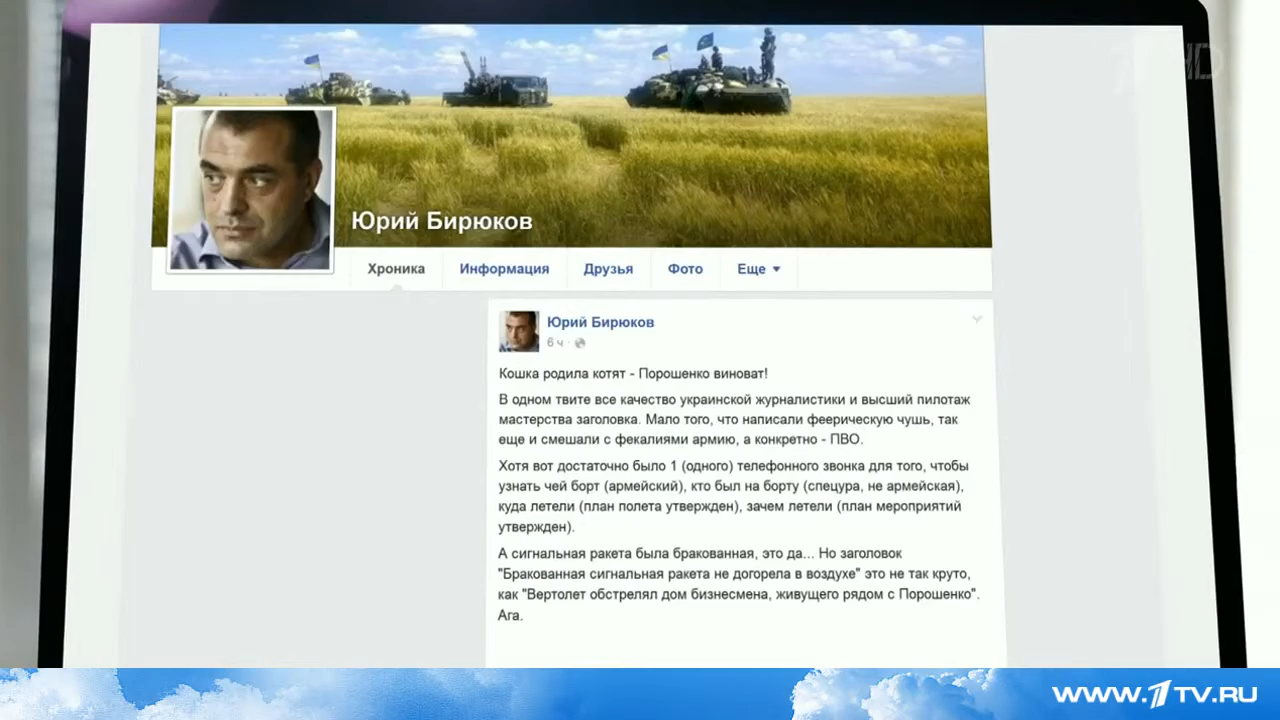 HD
Юрий Бирюков
Хроника Информация Друзья Фото Еще
Юрий Бирюков
6 ч ·
Кошка родила котят - Порошенко виноват!
В одном твите все качество украинской журналистики и высший пилотаж
мастерства заголовка. Мало того, что написали феерическую чушь, так
еще и смешали с фекалиями армию, а конкретно - ПВО.
Хотя вот достаточно было 1 (одного) телефонного звонка для того, чтобы
узнать чей борт (армейский), кто был на борту (спецура, не армейская),
куда летели (план полета утвержден), зачем летели (план мероприятий
утвержден).
А сигнальная ракета была бракованная, это да... Но заголовок
"Бракованная сигнальная ракета не догорела в воздухе" это не так круто,
как "Вертолет обстрелял дом бизнесмена, живущего рядом с Порошенко".
Ага.
WWW.1TV.RU